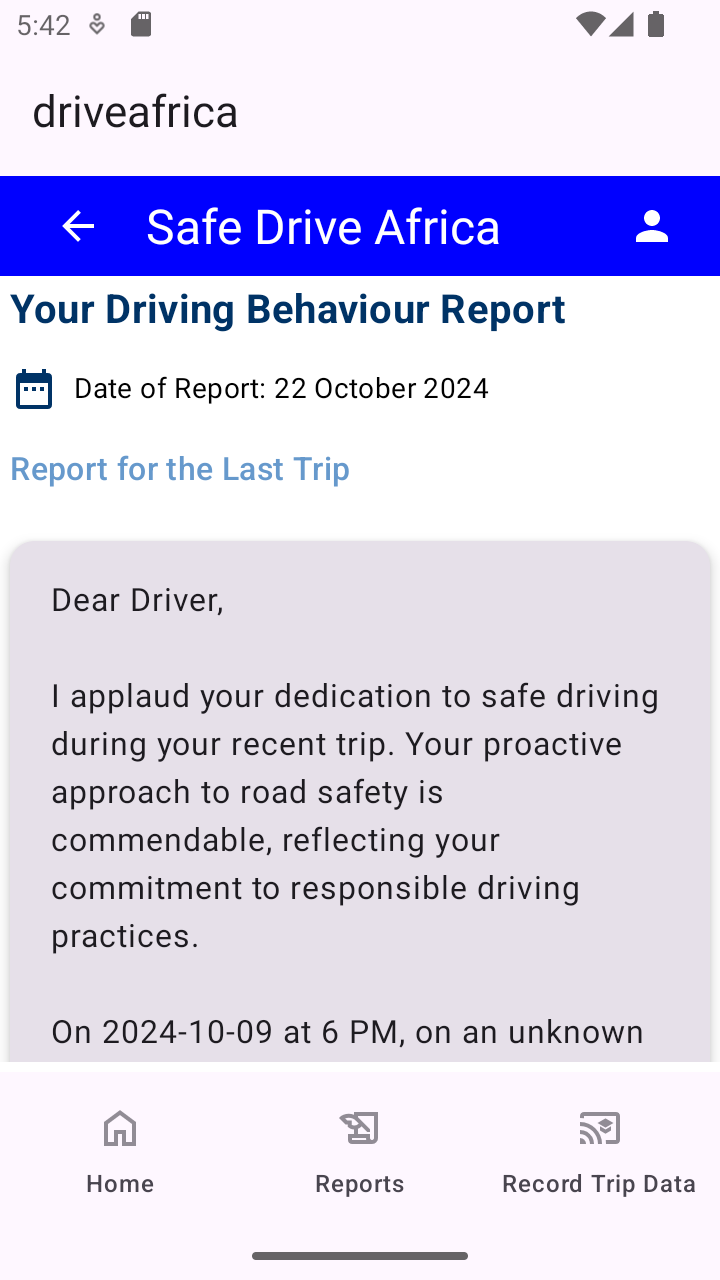 5:42
driveafrica
Safe Drive Africa
Your Driving Behaviour Report
Date of Report: 22 October 2024
Report for the Last Trip
Dear Driver,
I applaud your dedication to safe driving
during your recent trip. Your proactive
approach to road safety is
commendable, reflecting your
commitment to responsible driving
practices.
On 2024-10-09 at 6 PM, on an unknown
Home
Reports
Record Trip Data